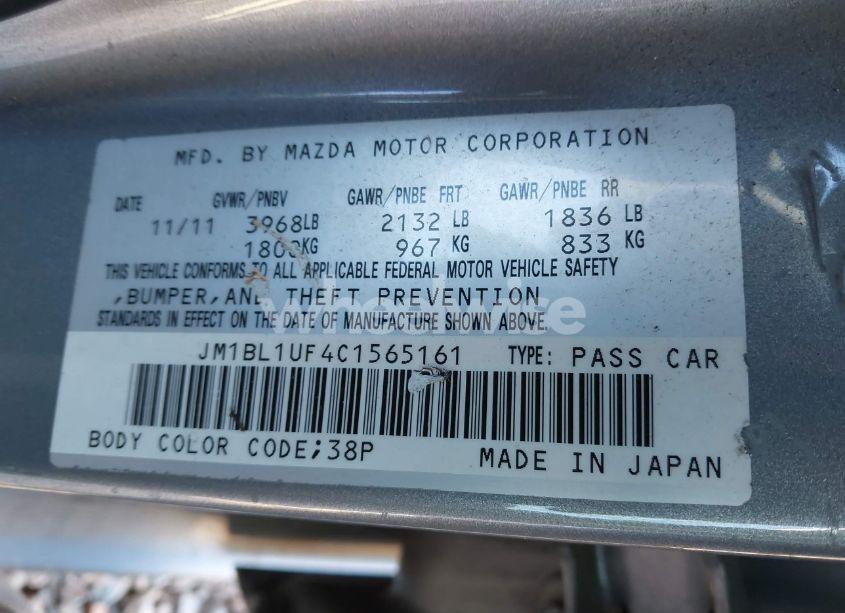 MFD. BY MAZDA MOTOR CORPORATION
DATE GVWR/PNBV GAWR/PNBE FRT GAWR/PNBE RR
11/11 3968LB 2132 LB 1836 LB
1800KG 967 KG 833 KG
THIS VEHICLE CONFORMS TO ALL APPLICABLE FEDERAL MOTOR VEHICLE SAFETY
,BUMPER,AND THEFT PREVENTION
STANDARDS IN EFFECT ON THE DATE OF MANUFACTURE SHOWN ABOVE.
wheelwise
JM1BL1UF4C1565161 TYPE: PASS CAR
BODY COLOR CODE;38P MADE IN JAPAN